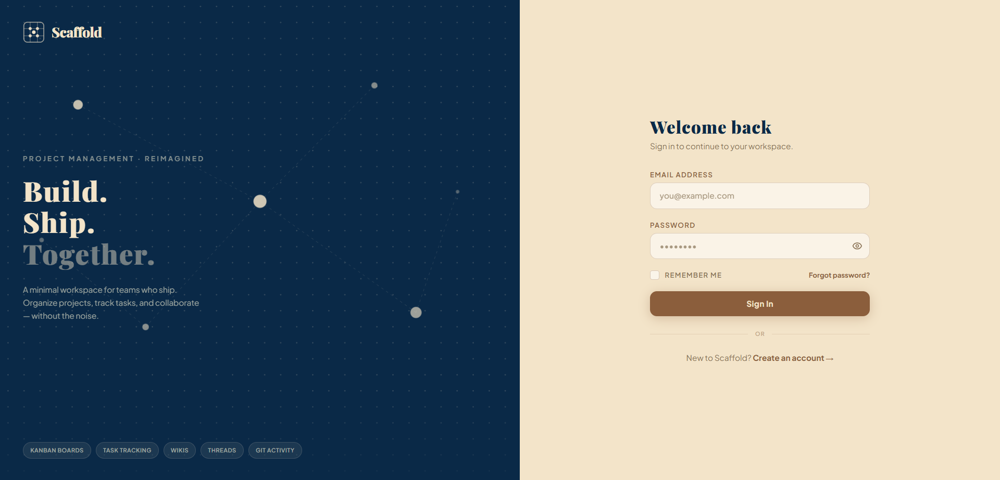 Scaffold
PROJECT MANAGEMENT · REIMAGINED
Build.
Ship.
Together.
A minimal workspace for teams who ship.
Organize projects, track tasks, and collaborate
— without the noise.
KANBAN BOARDS
TASK TRACKING
WIKIS
THREADS
GIT ACTIVITY
Welcome back
Sign in to continue to your workspace.
EMAIL ADDRESS
you@example.com
PASSWORD
••••••••
REMEMBER ME
Forgot password?
Sign In
OR
New to Scaffold? Create an account →